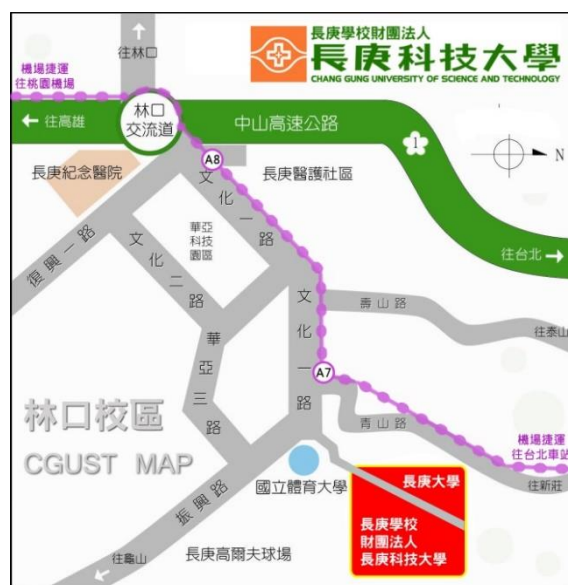 長庚學校財團法人
長庚科技大學
CHANG GUNG UNIVERSITY OF SCIENCE AND TECHNOLOGY
往林口
機場捷運
往桃園機場
林口
交流道
往高雄
中山高速公路
1
N
長庚紀念醫院
A8
長庚醫護社區
文化一路
華亞
科技
園區
復興一路
文化二路
往台北
文化一路
壽山路
往泰山
華亞三路
A7
林口校區
CGUST MAP
青山路
機場捷運
往台北車站
往新莊
國立體育大學
長庚大學
長庚學校
財團法人
長庚科技大學
振興路
往龜山
長庚高爾夫球場